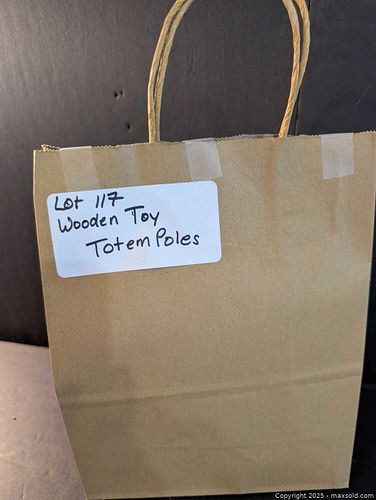 Lot 117
Wooden Toy
Totem Poles
Copyright 2025 - maxsold.com